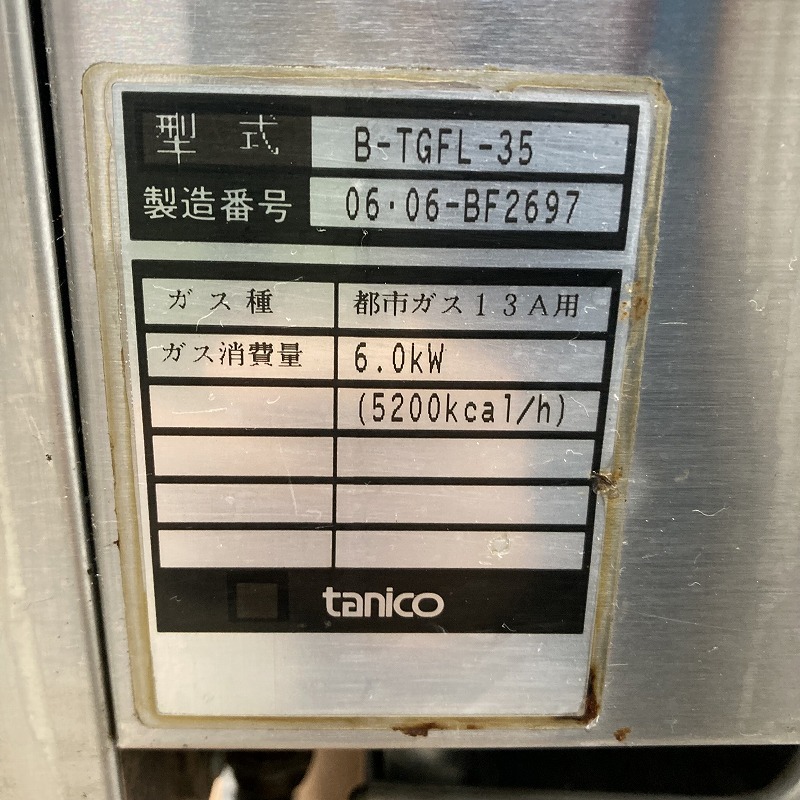 型式 B-TGFL-35
製造番号 06・06-BF2697
ガス種 都市ガス13A用
ガス消費量 6.0kW
(5200kcal/h)
tanico